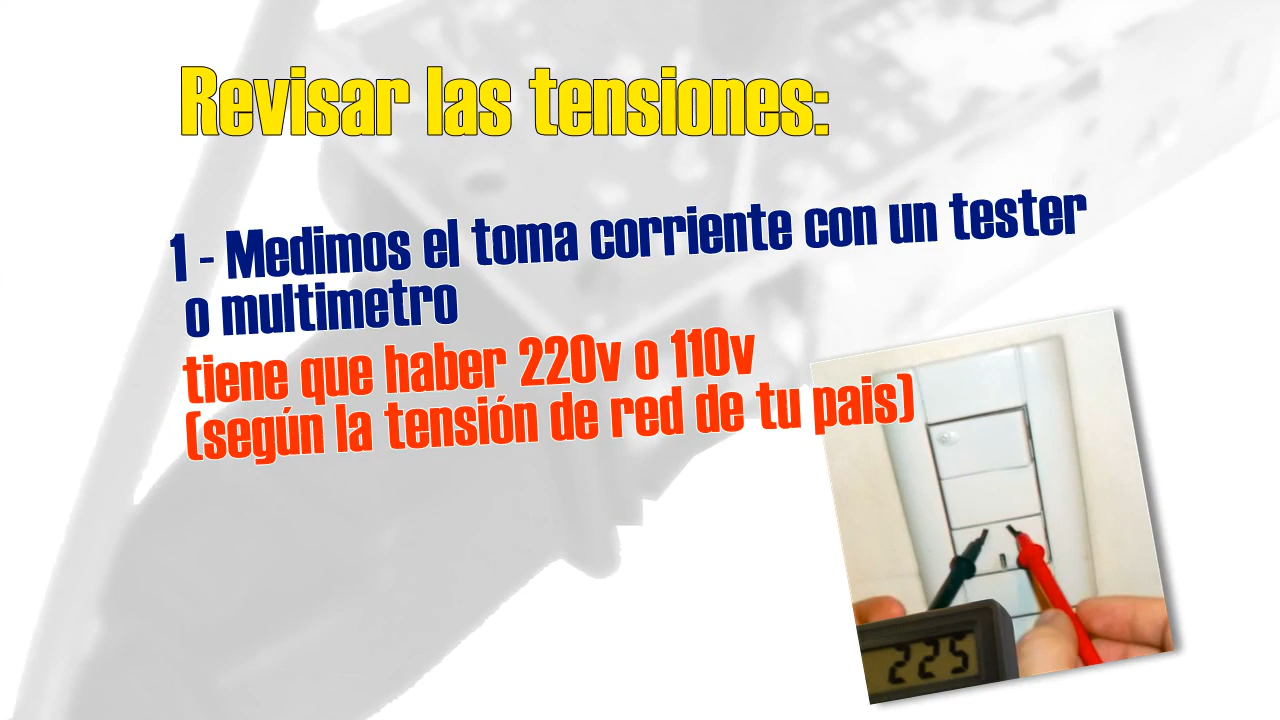 Revisar las tensiones:
1 - Medimos el toma corriente con un tester
o multimetro
tiene que haber 220v o 110v
(según la tensión de red de tu pais)
225